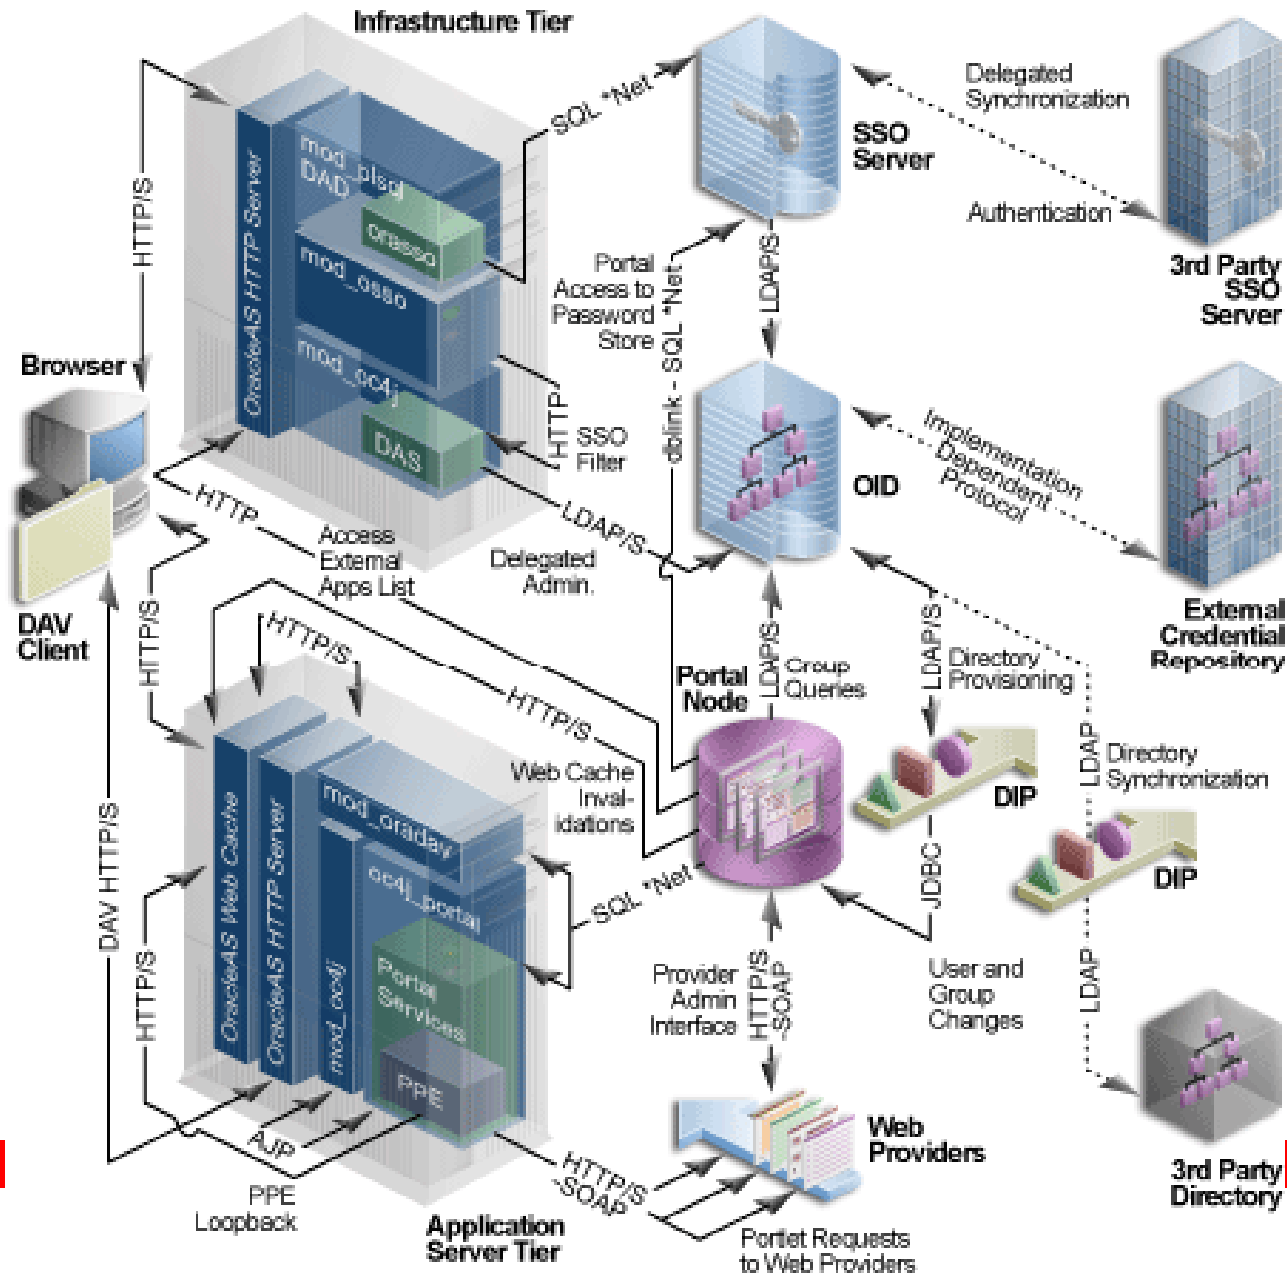 Infrastructure Tier
HTTP/S
OracleAS HTTP Server
mod_plsql
DAD
orasso
mod_osso
mod_oc4j
DAS
SQL *Net
HTTP
SSO
Filter
Portal
Access to
Password
Store
dblink - SQL *Net
SSO
Server
LDAP/S
Delegated
Synchronization
Authentication
3rd Party
SSO
Server
Browser
DAV
Client
HTTP
Access
External
Apps List
LDAP/S
Delegated
Admin.
OID
Implementation
Dependent
Protocol
External
Credential
Repository
HTTP/S
HTTP/S
HTTP/S
Portal
Node
LDAP/S
Group
Queries
LDAP/S
Directory
Provisioning
DIP
LDAP
Directory
Synchronization
DIP
LDAP
JDBC
User and
Group
Changes
Web Cache
Inval-
idations
SQL *Net
DAV HTTP/S
HTTP/S
OracleAS Web Cache
OracleAS HTTP Server
mod_oc4j
mod_oradav
oc4j_portal
Portal
Services
PPE
AJP
PPE
Loopback
Application
Server Tier
HTTP/S
-SOAP
Provider
Admin
Interface
HTTP/S
-SOAP
Web
Providers
Portlet Requests
to Web Providers
3rd Party
Directory